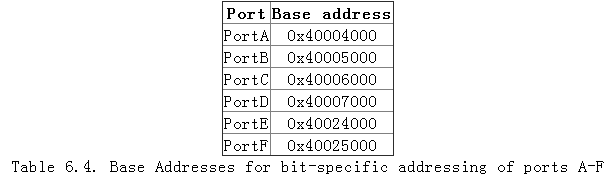 Port Base address
PortA 0x40004000
PortB 0x40005000
PortC 0x40006000
PortD 0x40007000
PortE 0x40024000
PortF 0x40025000
Table 6.4. Base Addresses for bit-specific addressing of ports A-F